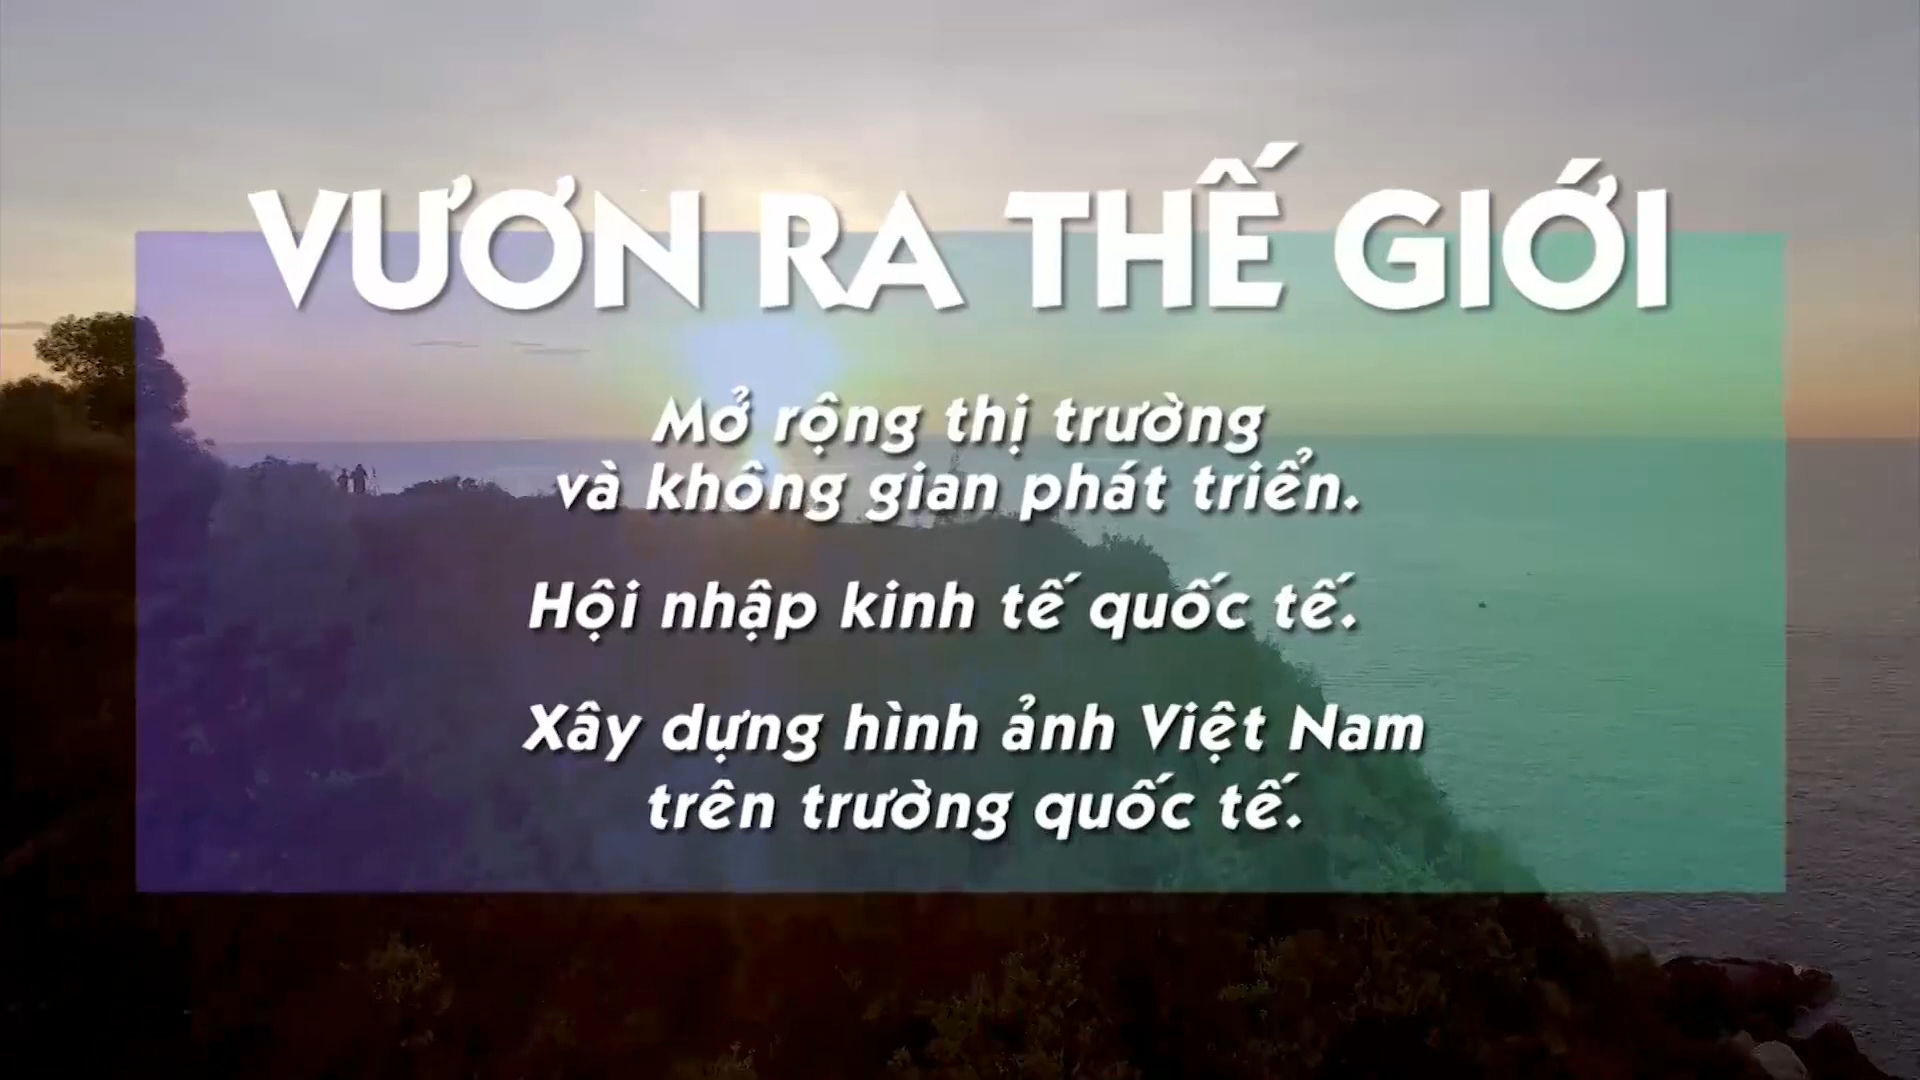 VƯƠN RA THẾ GIỚI
Mở rộng thị trường
và không gian phát triển.
Hội nhập kinh tế quốc tế.
Xây dựng hình ảnh Việt Nam
trên trường quốc tế.